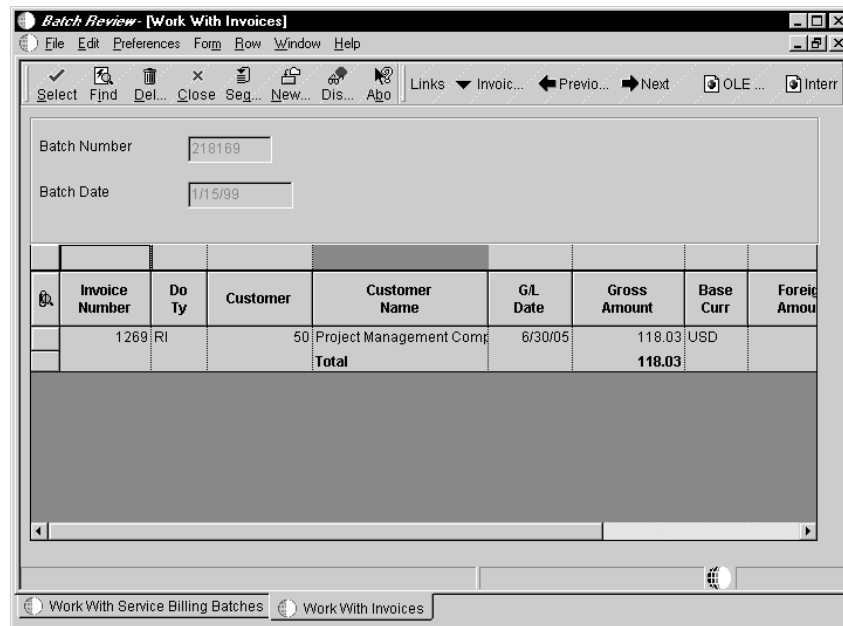 Batch Review - [Work With Invoices]
File Edit Preferences Form Row Window Help
Select Find Del... Close Seq... New... Dis... Abo Links Invoic... Previo... Next OLE ... Interr
Batch Number 218169
Batch Date 1/15/99
Invoice Number Do Ty Customer Customer Name G/L Date Gross Amount Base Curr Foreig Amou
1269 RI 50 Project Management Comp 6/30/05 118.03 USD
Total 118.03
Work With Service Billing Batches Work With Invoices